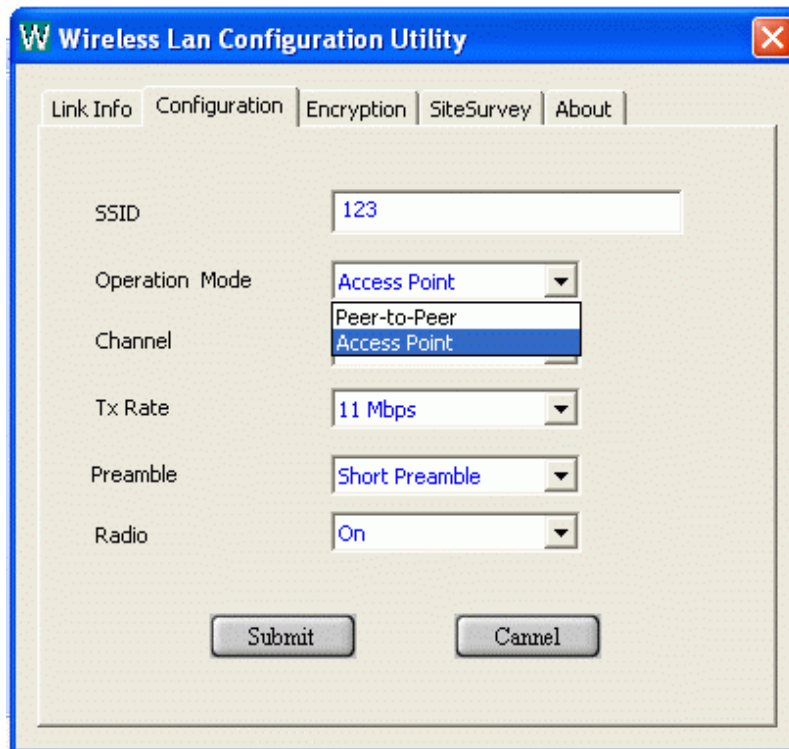 W Wireless Lan Configuration Utility
Link Info Configuration Encryption SiteSurvey About
SSID 123
Operation Mode Access Point
Peer-to-Peer
Channel Access Point
Tx Rate 11 Mbps
Preamble Short Preamble
Radio On
Submit Cannel